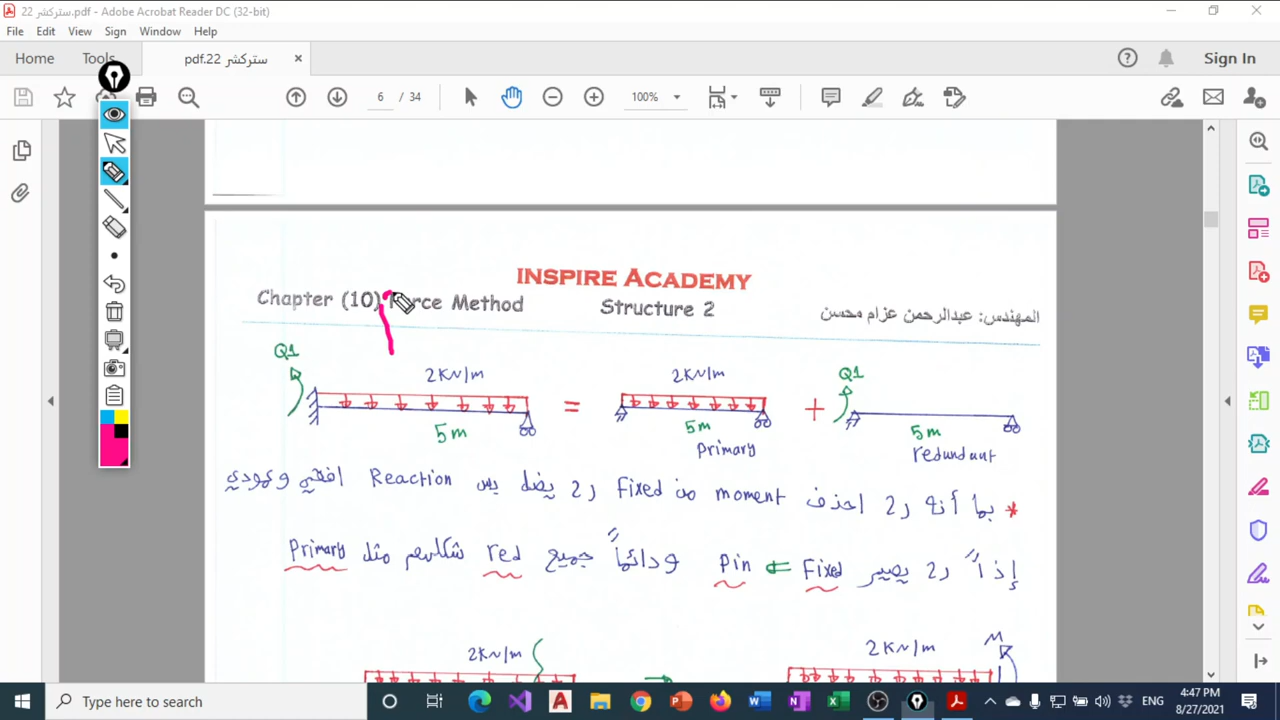 ستركشر 22.pdf - Adobe Acrobat Reader DC (32-bit)
File Edit View Sign Window Help
Home Tools ستركشر 22.pdf Sign In
6 / 34 100%
INSPIRE ACADEMY
Chapter (10) Force Method Structure 2 المهندس: عبدالرحمن عزام محسن
Q1 2KN/m 2KN/m Q1
= +
5m 5m 5m
Primary redundant
* بما أنه رح احذف moment من Fixed رح يضل بس Reaction افقي وعمودي
إذاً رح يصير Fixed ⇐ Pin ودائماً جميع red شكلهم مثل Primary
2KN/m 2KN/m M
Type here to search ENG 4:47 PM
8/27/2021